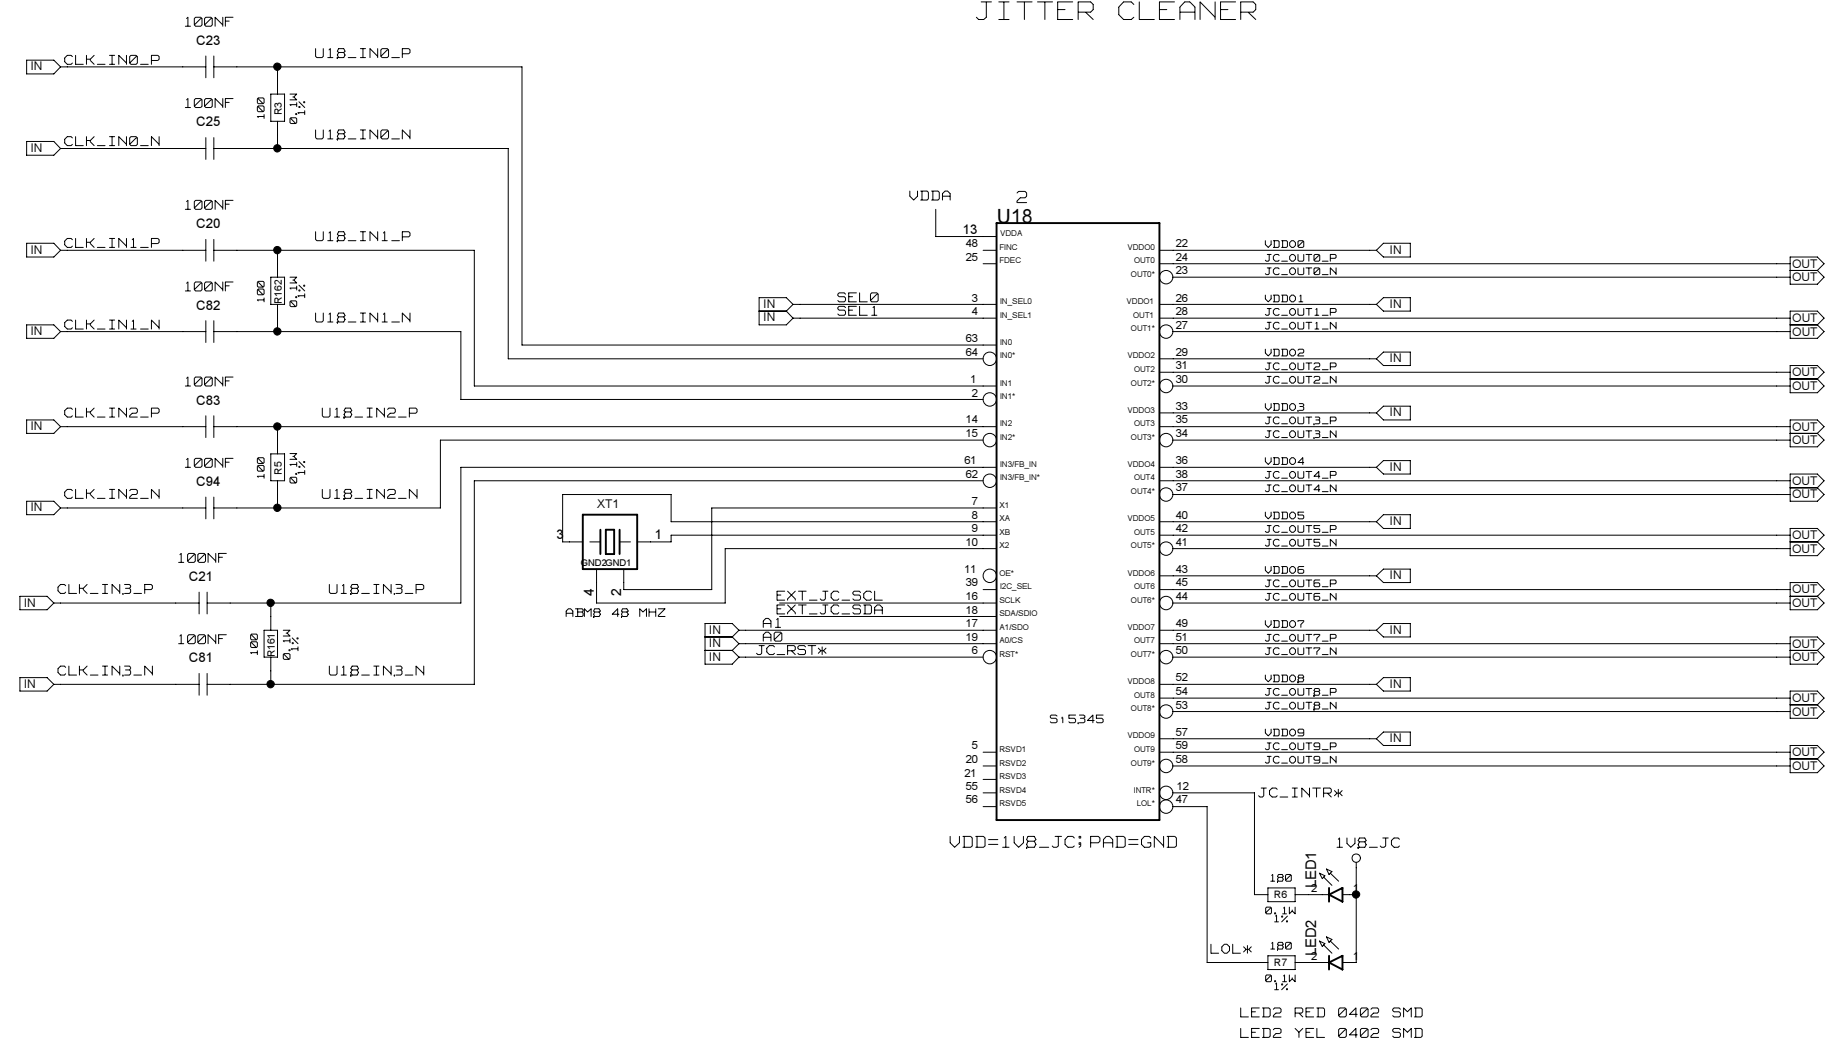 JITTER CLEANER
100NF
C23
IN CLK_IN0_P U18_IN0_P
100 R3 0.1W 1%
100NF
C25
IN CLK_IN0_N U18_IN0_N
100NF
C20
IN CLK_IN1_P U18_IN1_P
100 R162 0.1W 1%
100NF
C82
IN CLK_IN1_N U18_IN1_N
100NF
C83
IN CLK_IN2_P U18_IN2_P
100 R5 0.1W 1%
100NF
C94
IN CLK_IN2_N U18_IN2_N
100NF
C21
IN CLK_IN3_P U18_IN3_P
100 R161 0.1W 1%
100NF
C81
IN CLK_IN3_N U18_IN3_N
XT1
3 1
GND2 GND1
4 2
ABM8 48 MHZ
VDDA
2
U18
13 VDDA
48 FINC
25 FDEC
IN SEL0 3 IN_SEL0
IN SEL1 4 IN_SEL1
63 IN0
64 IN0*
1 IN1
2 IN1*
14 IN2
15 IN2*
61 IN3/FB_IN
62 IN3/FB_IN*
7 X1
8 XA
9 XB
10 X2
11 OE*
39 I2C_SEL
EXT_JC_SCL 16 SCLK
EXT_JC_SDA 18 SDA/SDIO
IN A1 17 A1/SDO
IN A0 19 A0/CS
IN JC_RST* 6 RST*
Si5345
5 RSVD1
20 RSVD2
21 RSVD3
55 RSVD4
56 RSVD5
VDD=1V8_JC; PAD=GND
VDDO0 22 VDDO0 IN
OUT0 24 JC_OUT0_P OUT
OUT0* 23 JC_OUT0_N OUT
VDDO1 26 VDDO1 IN
OUT1 28 JC_OUT1_P OUT
OUT1* 27 JC_OUT1_N OUT
VDDO2 29 VDDO2 IN
OUT2 31 JC_OUT2_P OUT
OUT2* 30 JC_OUT2_N OUT
VDDO3 33 VDDO3 IN
OUT3 35 JC_OUT3_P OUT
OUT3* 34 JC_OUT3_N OUT
VDDO4 36 VDDO4 IN
OUT4 38 JC_OUT4_P OUT
OUT4* 37 JC_OUT4_N OUT
VDDO5 40 VDDO5 IN
OUT5 42 JC_OUT5_P OUT
OUT5* 41 JC_OUT5_N OUT
VDDO6 43 VDDO6 IN
OUT6 45 JC_OUT6_P OUT
OUT6* 44 JC_OUT6_N OUT
VDDO7 49 VDDO7 IN
OUT7 51 JC_OUT7_P OUT
OUT7* 50 JC_OUT7_N OUT
VDDO8 52 VDDO8 IN
OUT8 54 JC_OUT8_P OUT
OUT8* 53 JC_OUT8_N OUT
VDDO9 57 VDDO9 IN
OUT9 59 JC_OUT9_P OUT
OUT9* 58 JC_OUT9_N OUT
INTR* 12 JC_INTR*
LOL* 47
1V8_JC
180 R6 0.1W 1%
2 LED1 1
LOL*
180 R7 0.1W 1%
2 LED2 1
LED2 RED 0402 SMD
LED2 YEL 0402 SMD